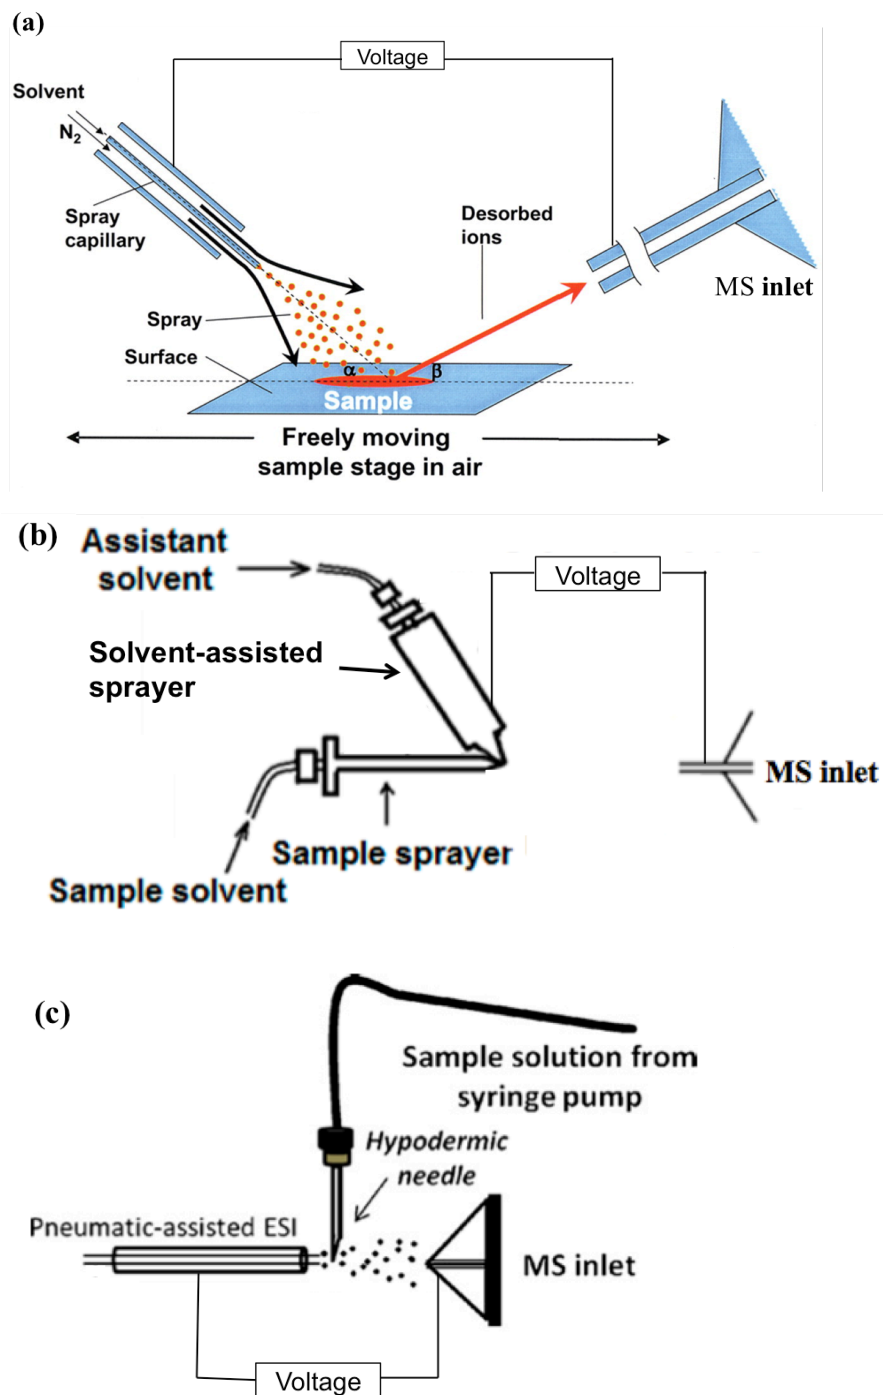 (a)
Voltage
Solvent
N2
Spray
capillary
Desorbed
ions
MS inlet
Spray
Surface
α
β
Sample
Freely moving
sample stage in air
(b)
Assistant
solvent
Voltage
Solvent-assisted
sprayer
MS inlet
Sample sprayer
Sample solvent
(c)
Sample solution from
syringe pump
Hypodermic
needle
Pneumatic-assisted ESI
MS inlet
Voltage